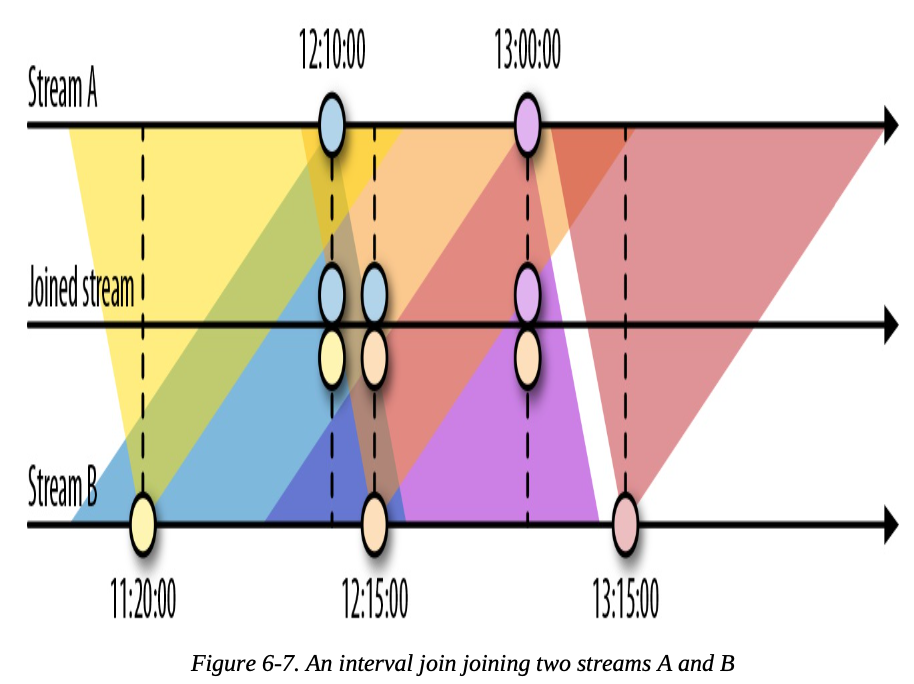 12:10:00 13:00:00
Stream A
Joined stream
Stream B
11:20:00 12:15:00 13:15:00
Figure 6-7. An interval join joining two streams A and B